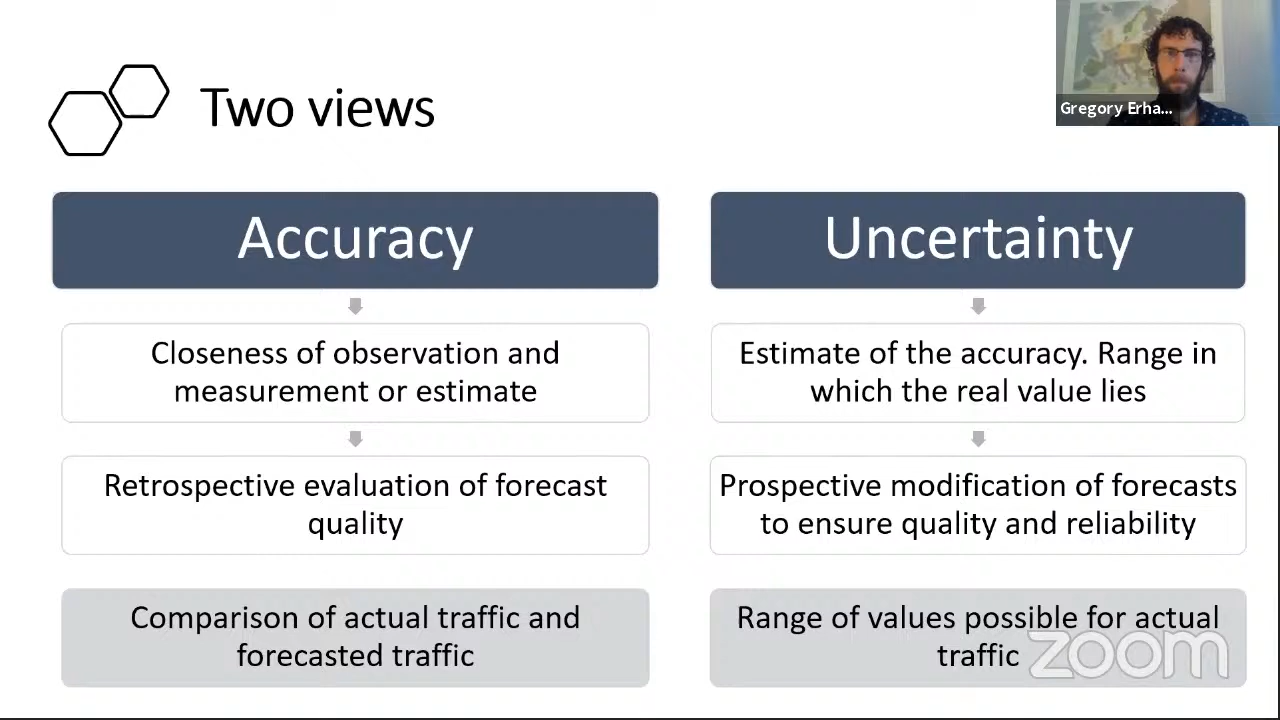 Two views
Gregory Erha...
Accuracy
Closeness of observation and
measurement or estimate
Retrospective evaluation of forecast
quality
Comparison of actual traffic and
forecasted traffic
Uncertainty
Estimate of the accuracy. Range in
which the real value lies
Prospective modification of forecasts
to ensure quality and reliability
Range of values possible for actual
traffic
zoom